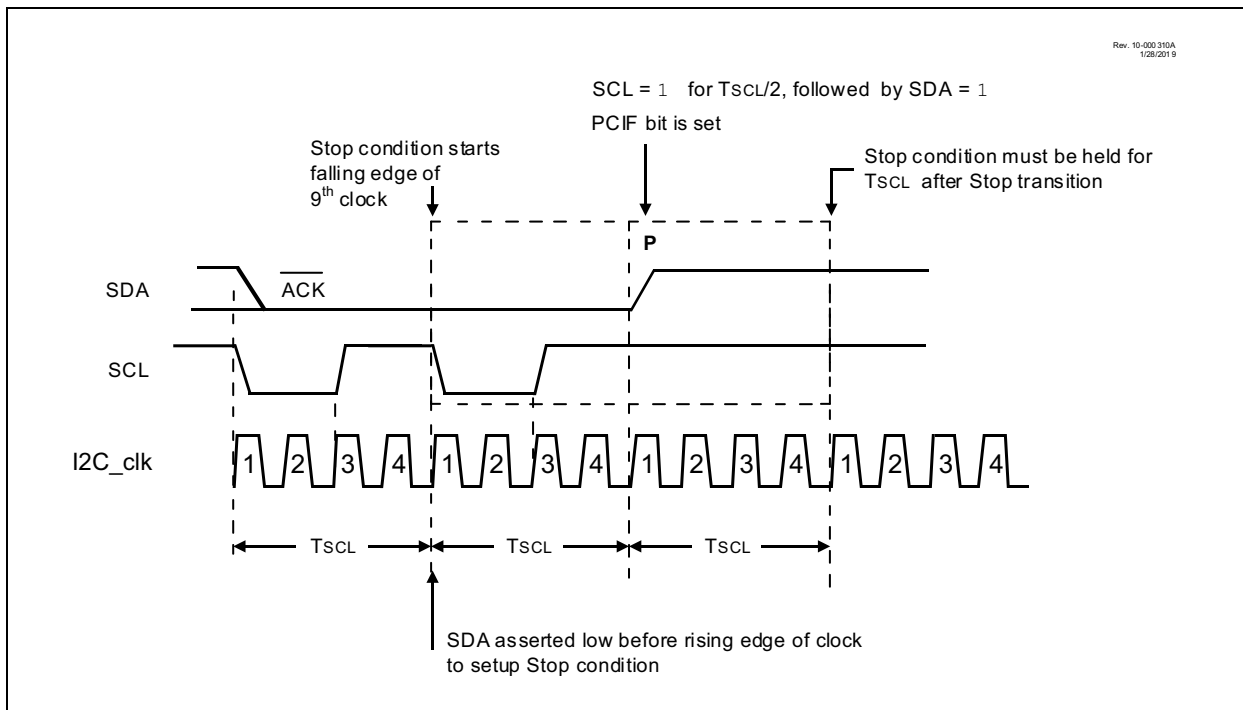 Rev. 10-000 310A
1/28/201 9
SCL = 1 for TSCL/2, followed by SDA = 1
PCIF bit is set
Stop condition starts
falling edge of
9th clock
Stop condition must be held for
TSCL after Stop transition
P
SDA
ACK
SCL
I2C_clk
1 2 3 4 1 2 3 4 1 2 3 4 1 2 3 4
TSCL TSCL TSCL
SDA asserted low before rising edge of clock
to setup Stop condition